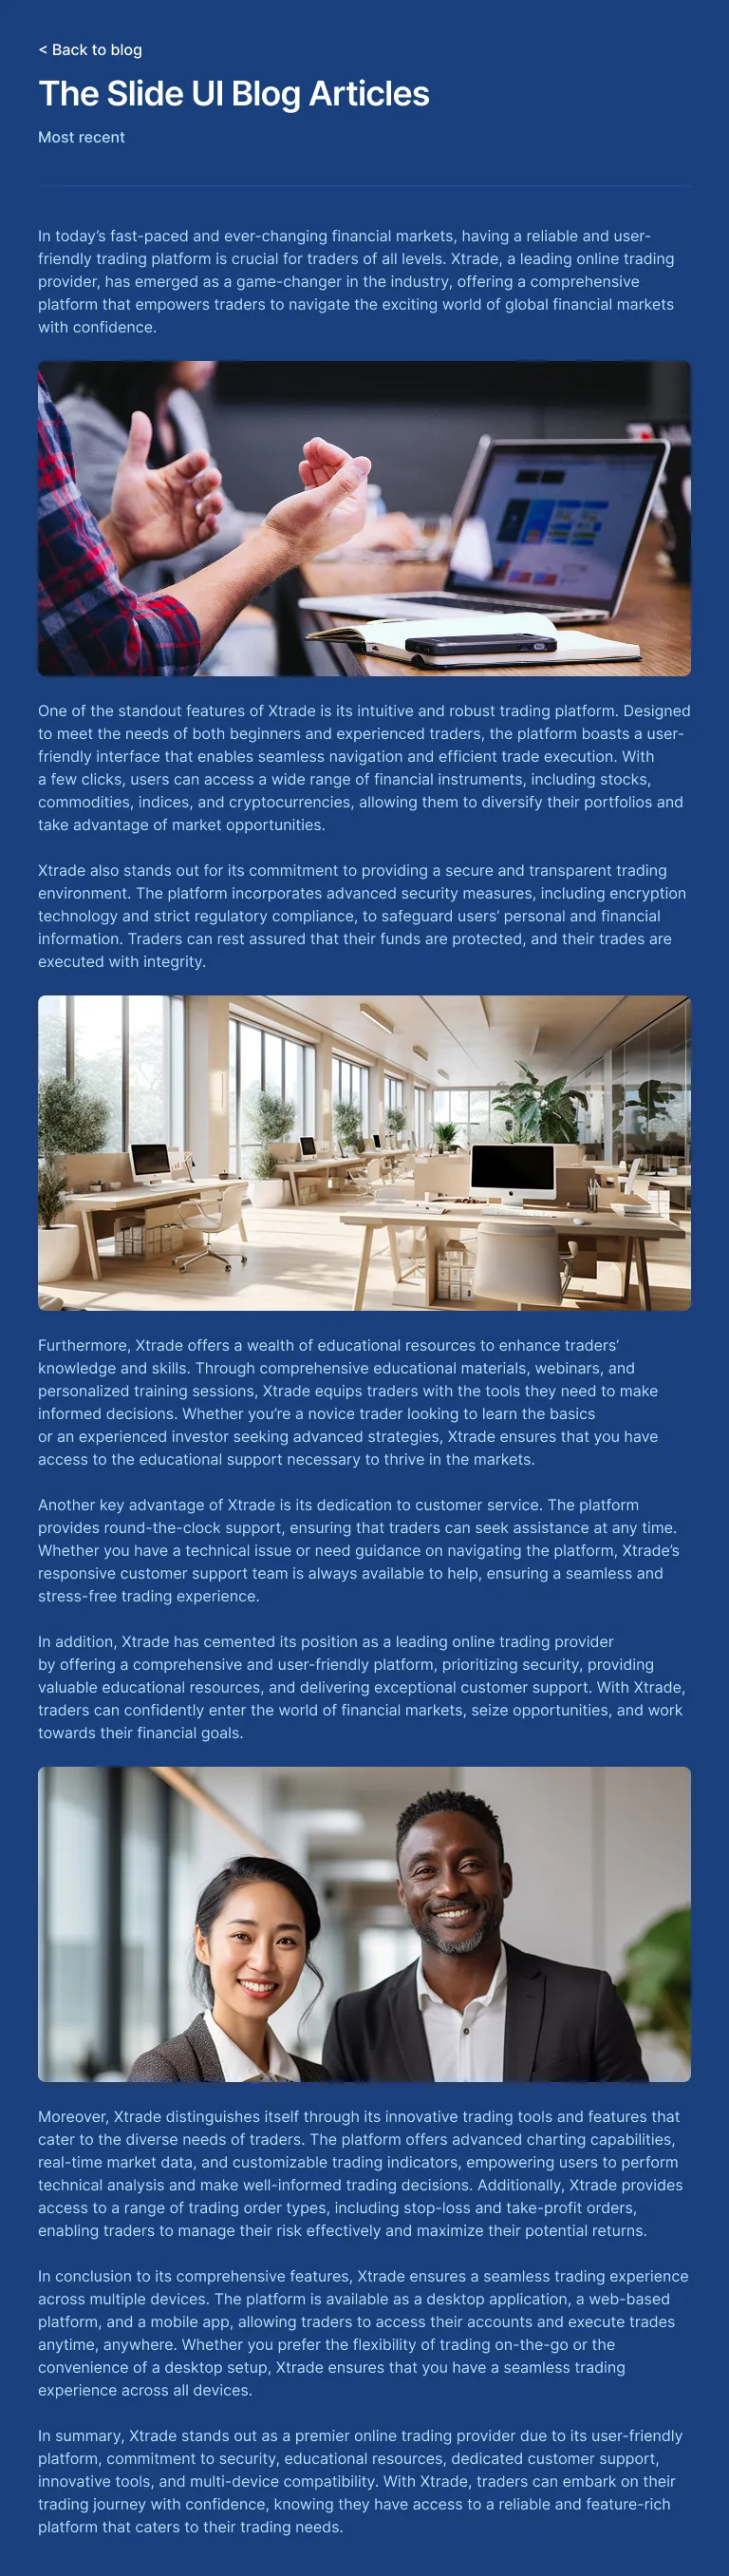 < Back to blog
The Slide UI Blog Articles
Most recent
In today’s fast-paced and ever-changing financial markets, having a reliable and user-
friendly trading platform is crucial for traders of all levels. Xtrade, a leading online trading
provider, has emerged as a game-changer in the industry, offering a comprehensive
platform that empowers traders to navigate the exciting world of global financial markets
with confidence.
One of the standout features of Xtrade is its intuitive and robust trading platform. Designed
to meet the needs of both beginners and experienced traders, the platform boasts a user-
friendly interface that enables seamless navigation and efficient trade execution. With
a few clicks, users can access a wide range of financial instruments, including stocks,
commodities, indices, and cryptocurrencies, allowing them to diversify their portfolios and
take advantage of market opportunities.
Xtrade also stands out for its commitment to providing a secure and transparent trading
environment. The platform incorporates advanced security measures, including encryption
technology and strict regulatory compliance, to safeguard users’ personal and financial
information. Traders can rest assured that their funds are protected, and their trades are
executed with integrity.
Furthermore, Xtrade offers a wealth of educational resources to enhance traders’
knowledge and skills. Through comprehensive educational materials, webinars, and
personalized training sessions, Xtrade equips traders with the tools they need to make
informed decisions. Whether you’re a novice trader looking to learn the basics
or an experienced investor seeking advanced strategies, Xtrade ensures that you have
access to the educational support necessary to thrive in the markets.
Another key advantage of Xtrade is its dedication to customer service. The platform
provides round-the-clock support, ensuring that traders can seek assistance at any time.
Whether you have a technical issue or need guidance on navigating the platform, Xtrade’s
responsive customer support team is always available to help, ensuring a seamless and
stress-free trading experience.
In addition, Xtrade has cemented its position as a leading online trading provider
by offering a comprehensive and user-friendly platform, prioritizing security, providing
valuable educational resources, and delivering exceptional customer support. With Xtrade,
traders can confidently enter the world of financial markets, seize opportunities, and work
towards their financial goals.
Moreover, Xtrade distinguishes itself through its innovative trading tools and features that
cater to the diverse needs of traders. The platform offers advanced charting capabilities,
real-time market data, and customizable trading indicators, empowering users to perform
technical analysis and make well-informed trading decisions. Additionally, Xtrade provides
access to a range of trading order types, including stop-loss and take-profit orders,
enabling traders to manage their risk effectively and maximize their potential returns.
In conclusion to its comprehensive features, Xtrade ensures a seamless trading experience
across multiple devices. The platform is available as a desktop application, a web-based
platform, and a mobile app, allowing traders to access their accounts and execute trades
anytime, anywhere. Whether you prefer the flexibility of trading on-the-go or the
convenience of a desktop setup, Xtrade ensures that you have a seamless trading
experience across all devices.
In summary, Xtrade stands out as a premier online trading provider due to its user-friendly
platform, commitment to security, educational resources, dedicated customer support,
innovative tools, and multi-device compatibility. With Xtrade, traders can embark on their
trading journey with confidence, knowing they have access to a reliable and feature-rich
platform that caters to their trading needs.